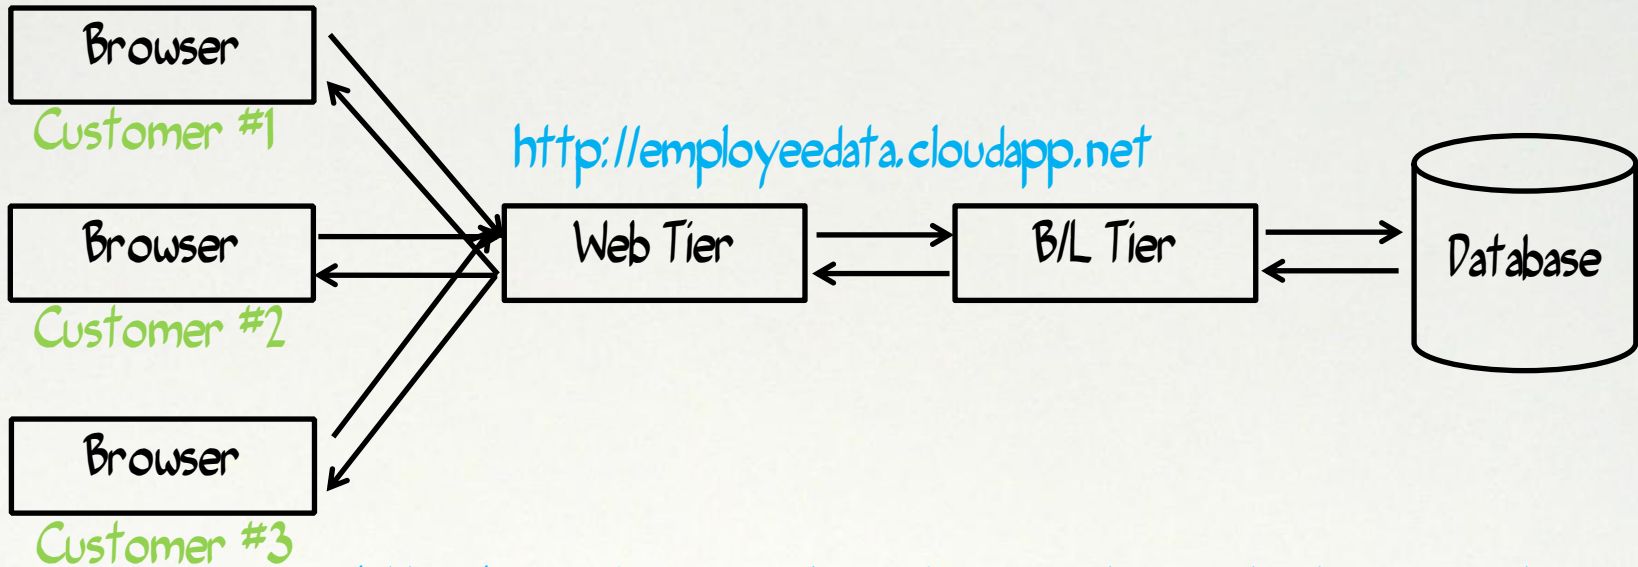 Browser
Customer #1
http://employeedata.cloudapp.net
Browser
Web Tier
B/L Tier
Database
Customer #2
Browser
Customer #3